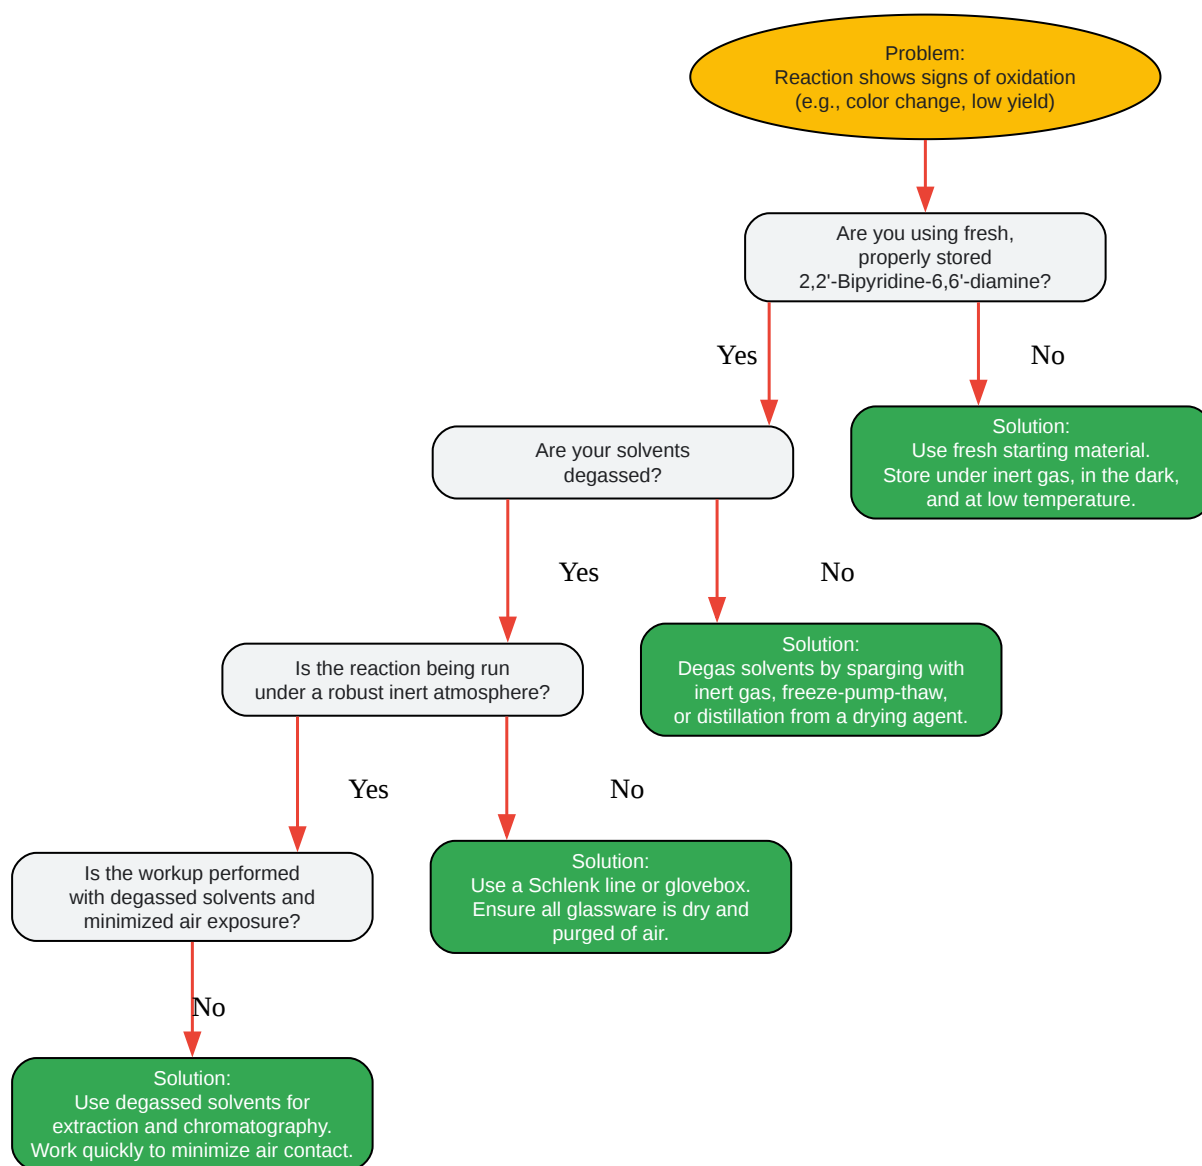 Problem:
Reaction shows signs of oxidation
(e.g., color change, low yield)
Are you using fresh,
properly stored
2,2'-Bipyridine-6,6'-diamine?
Yes
No
Solution:
Use fresh starting material.
Store under inert gas, in the dark,
and at low temperature.
Are your solvents
degassed?
Yes
No
Solution:
Degas solvents by sparging with
inert gas, freeze-pump-thaw,
or distillation from a drying agent.
Is the reaction being run
under a robust inert atmosphere?
Yes
No
Solution:
Use a Schlenk line or glovebox.
Ensure all glassware is dry and
purged of air.
Is the workup performed
with degassed solvents and
minimized air exposure?
No
Solution:
Use degassed solvents for
extraction and chromatography.
Work quickly to minimize air contact.